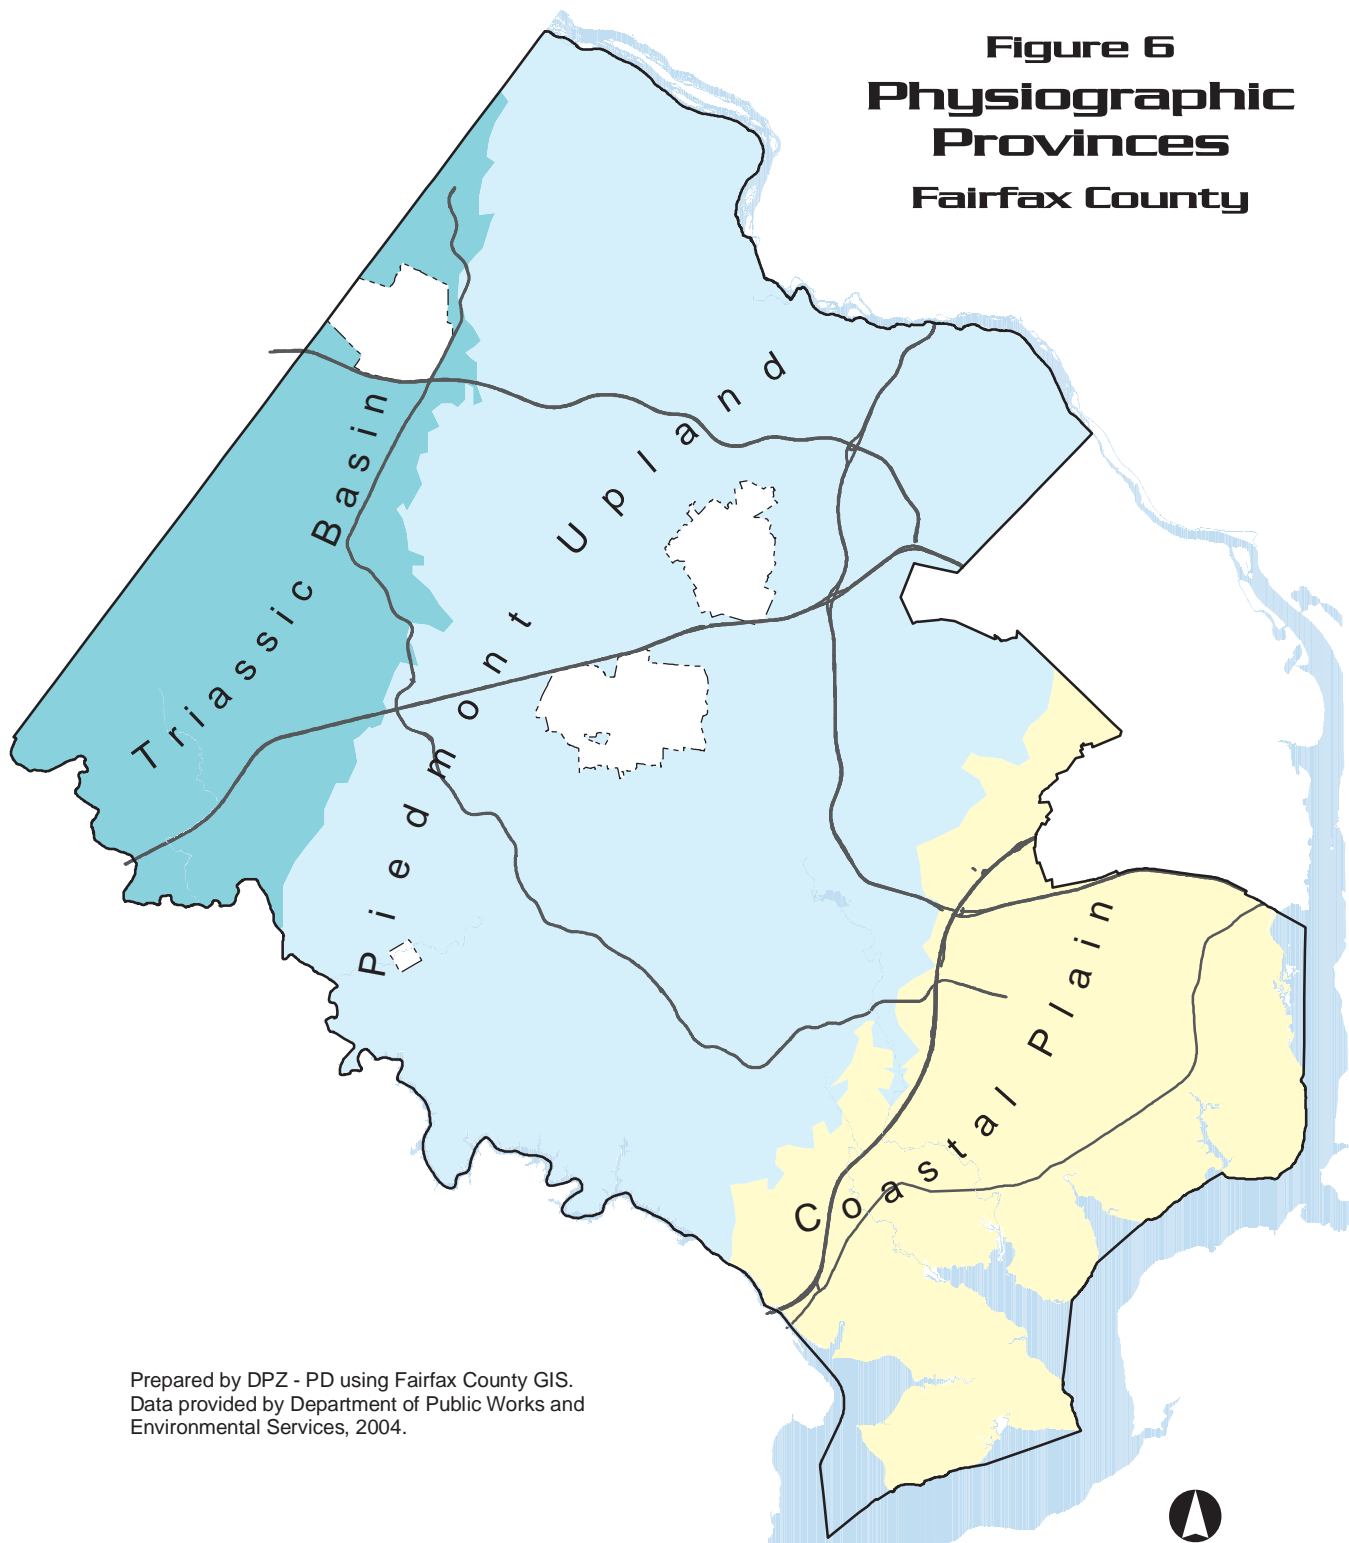 Figure 6
Physiographic
Provinces
Fairfax County
Triassic Basin
Piedmont Upland
Coastal Plain
Prepared by DPZ - PD using Fairfax County GIS.
Data provided by Department of Public Works and
Environmental Services, 2004.